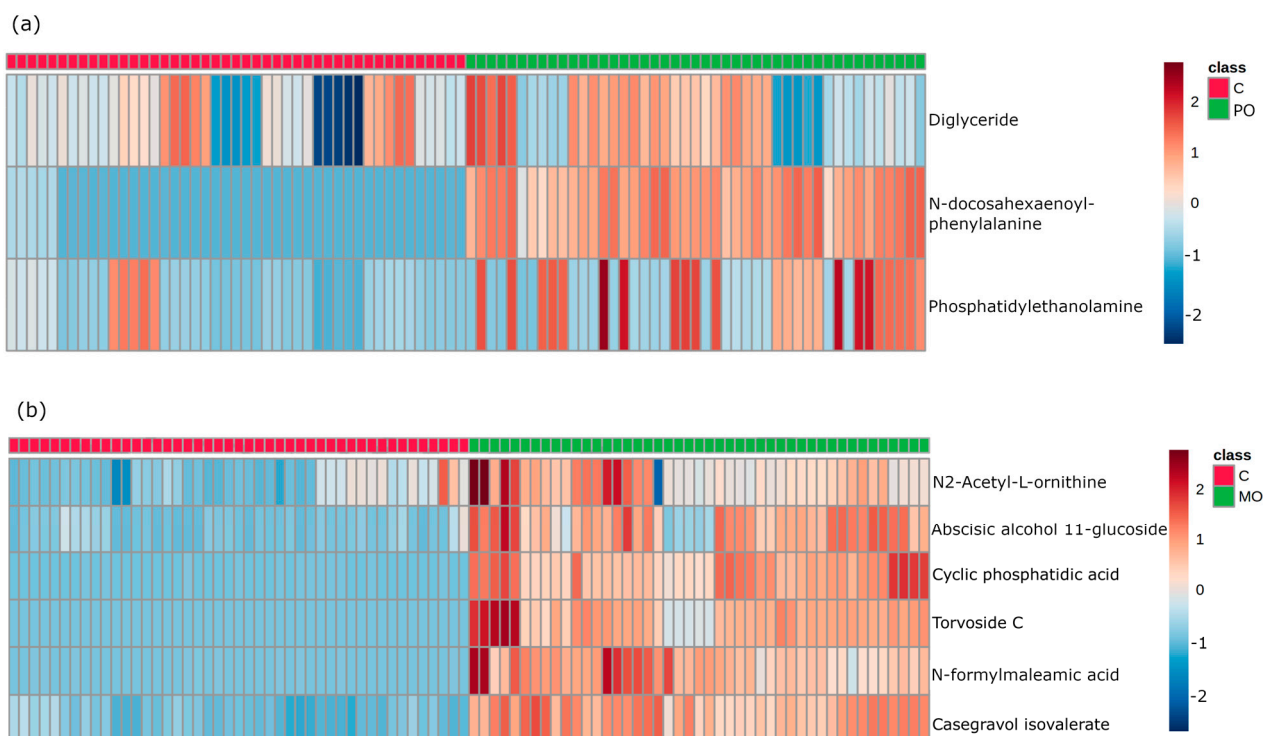 (a)
class
C
PO
2
1
0
-1
-2
Diglyceride
N-docosahexaenoyl-
phenylalanine
Phosphatidylethanolamine
(b)
class
C
MO
2
1
0
-1
-2
N2-Acetyl-L-ornithine
Abscisic alcohol 11-glucoside
Cyclic phosphatidic acid
Torvoside C
N-formylmaleamic acid
Casegravol isovalerate